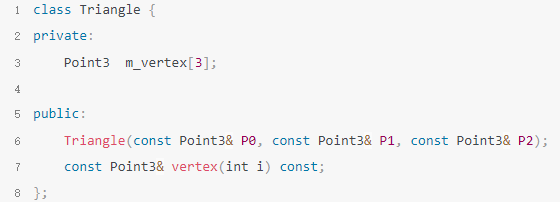 1 class Triangle {
2 private:
3     Point3  m_vertex[3];
4
5 public:
6     Triangle(const Point3& P0, const Point3& P1, const Point3& P2);
7     const Point3& vertex(int i) const;
8 };